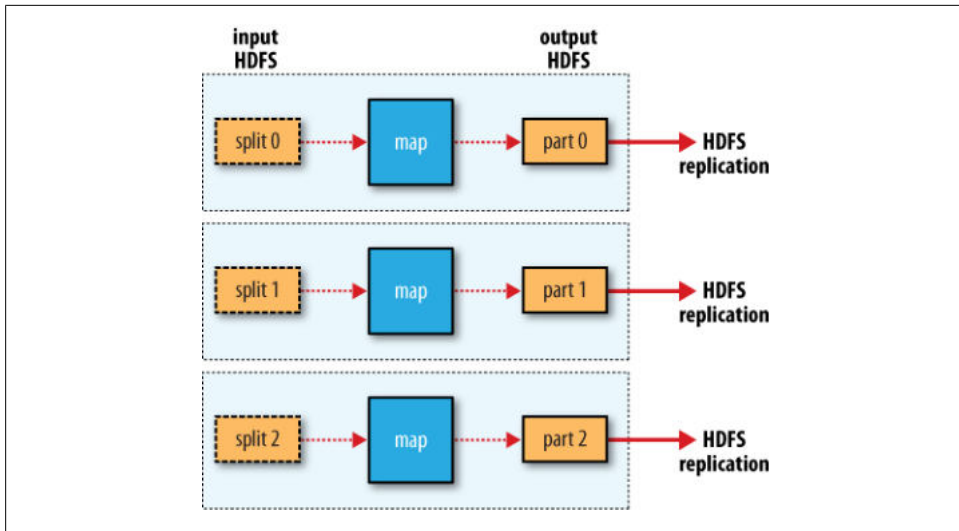 input
HDFS
output
HDFS
split 0
map
part 0
HDFS
replication
split 1
map
part 1
HDFS
replication
split 2
map
part 2
HDFS
replication